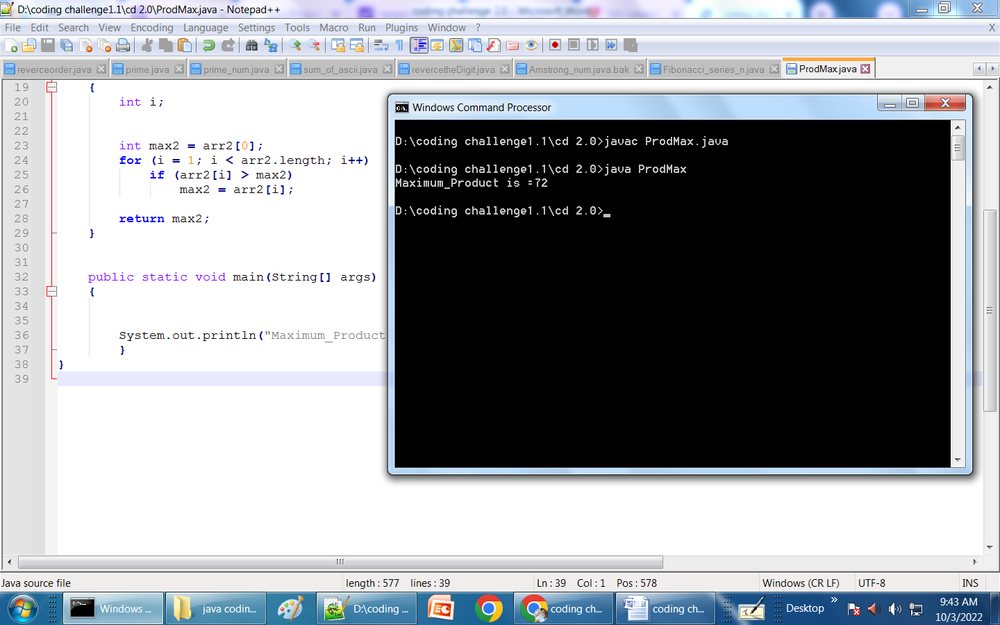 D:\coding challenge1.1\cd 2.0\ProdMax.java - Notepad++
File Edit Search View Encoding Language Settings Tools Macro Run Plugins Window ? X
reverceorder.java prime.java prime_num.java sum_of_ascii.java revercetheDigit.java Amstrong_num.java.bak Fibonacci_series_n.java ProdMax.java
19 {
20 int i;
21
22
23 int max2 = arr2[0];
24 for (i = 1; i < arr2.length; i++)
25 if (arr2[i] > max2)
26 max2 = arr2[i];
27
28 return max2;
29 }
30
31
32 public static void main(String[] args)
33 {
34
35
36 System.out.println("Maximum_Product
37 }
38 }
39
Windows Command Processor
D:\coding challenge1.1\cd 2.0>javac ProdMax.java
D:\coding challenge1.1\cd 2.0>java ProdMax
Maximum_Product is =72
D:\coding challenge1.1\cd 2.0>_
Java source file length : 577 lines : 39 Ln : 39 Col : 1 Pos : 578 Windows (CR LF) UTF-8 INS
Windows ... java codin... D:\coding ... coding ch... coding ch... Desktop » 9:43 AM
10/3/2022